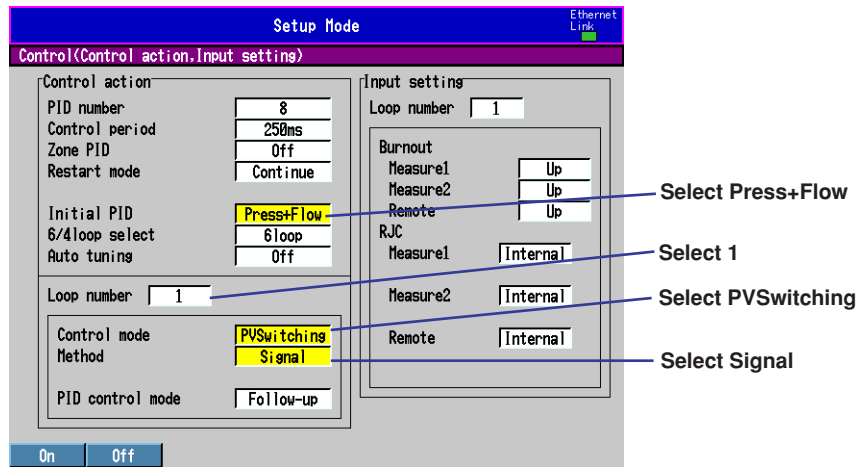 Setup Mode
Ethernet
Link
Control(Control action,Input setting)
Control action
PID number 8
Control period 250ms
Zone PID Off
Restart mode Continue
Initial PID Press+Flow
6/4loop select 6loop
Auto tuning Off
Loop number 1
Control mode PVSwitching
Method Signal
PID control mode Follow-up
Input setting
Loop number 1
Burnout
Measure1 Up
Measure2 Up
Remote Up
RJC
Measure1 Internal
Measure2 Internal
Remote Internal
On Off
Select Press+Flow
Select 1
Select PVSwitching
Select Signal